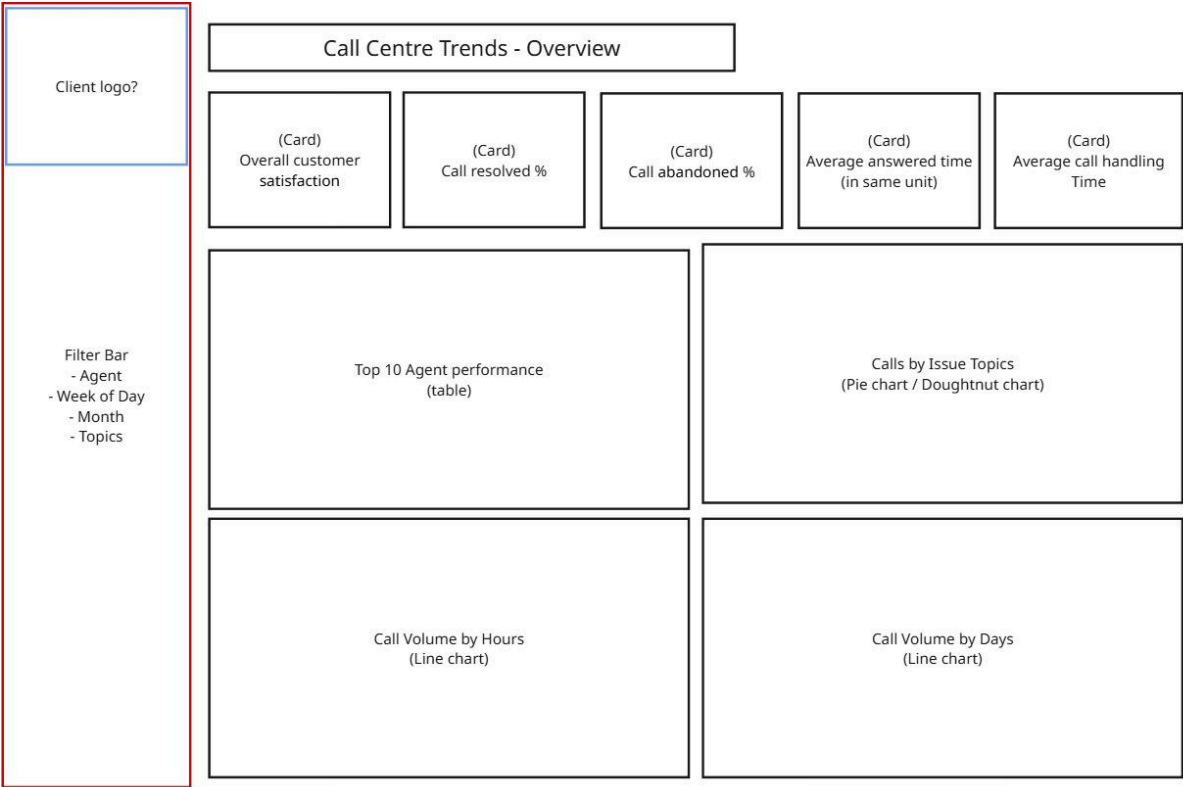 Client logo?
Call Centre Trends - Overview
(Card)
Overall customer
satisfaction
(Card)
Call resolved %
(Card)
Call abandoned %
(Card)
Average answered time
(in same unit)
(Card)
Average call handling
Time
Filter Bar
- Agent
- Week of Day
- Month
- Topics
Top 10 Agent performance
(table)
Calls by Issue Topics
(Pie chart / Doughtnut chart)
Call Volume by Hours
(Line chart)
Call Volume by Days
(Line chart)